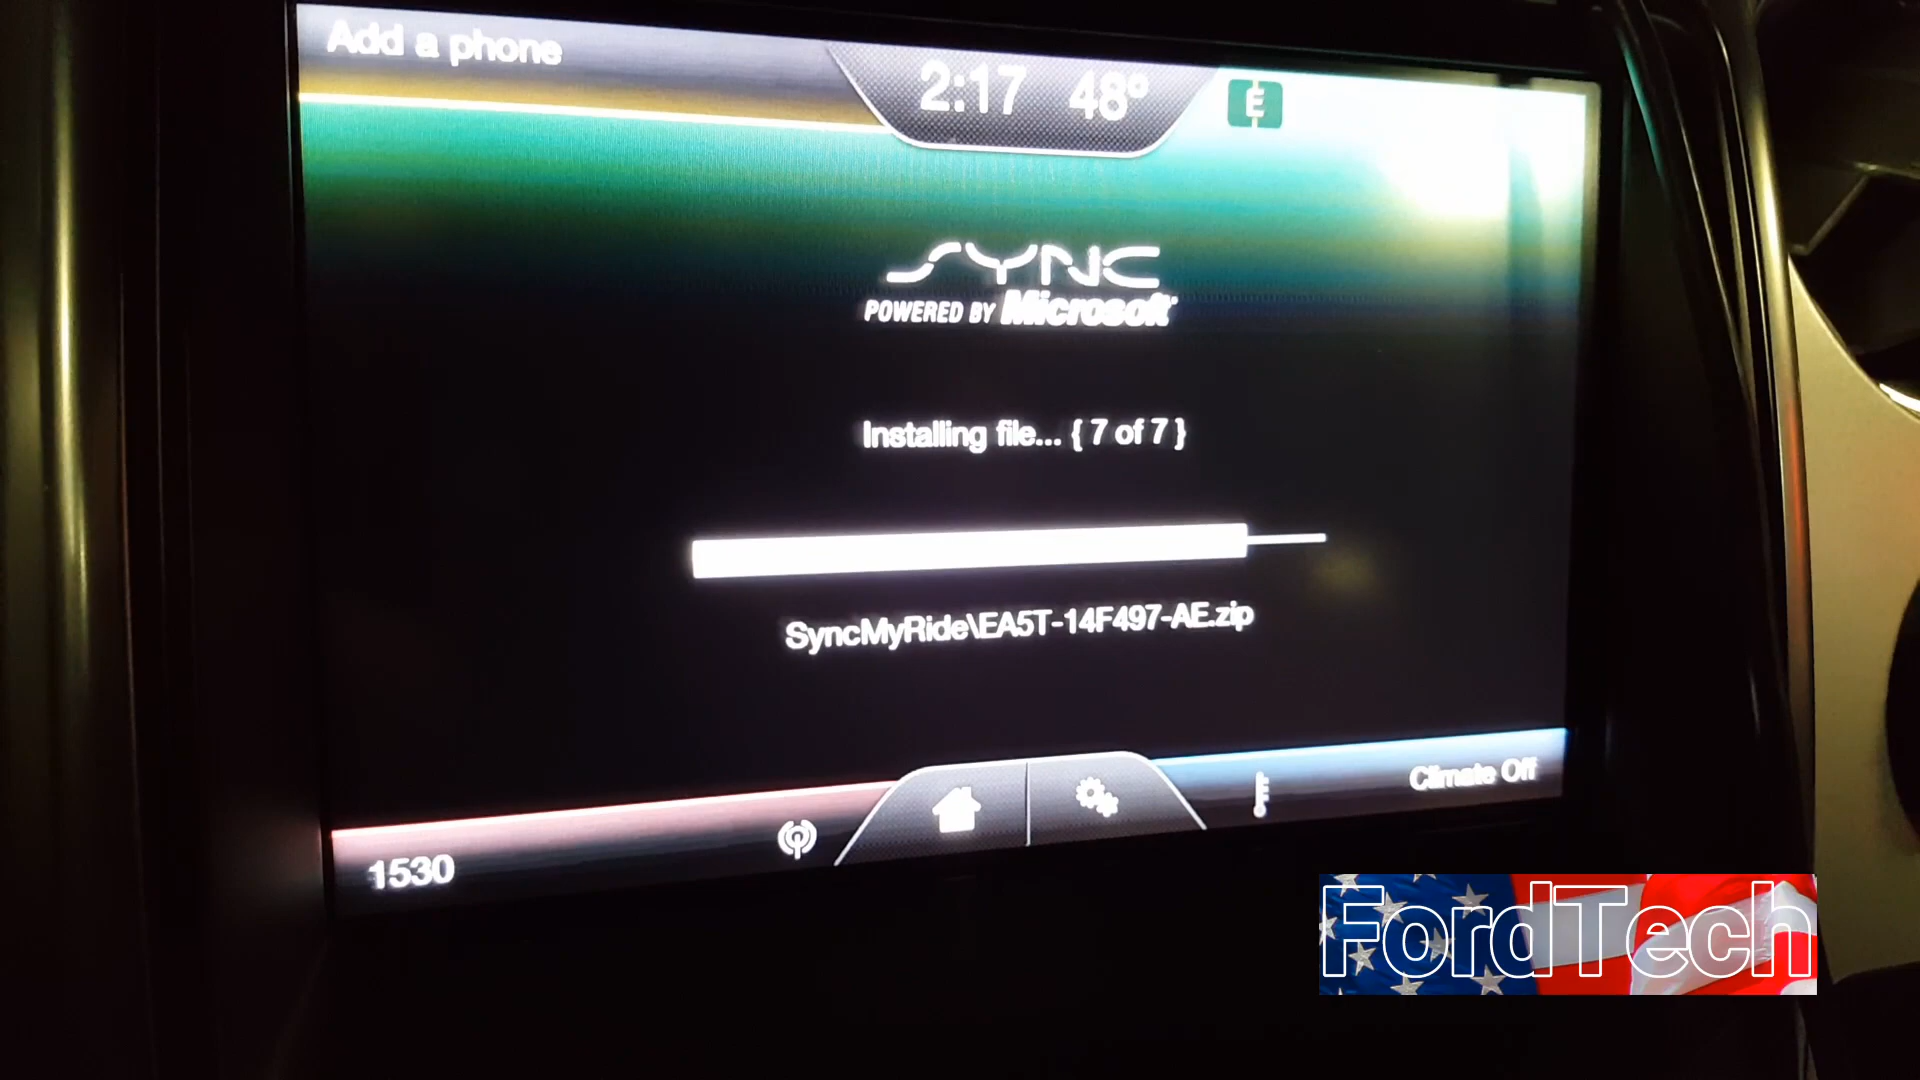 Add a phone
2:17 48°
E
SYNC
POWERED BY Microsoft
Installing file... { 7 of 7 }
SyncMyRide\EA5T-14F497-AE.zip
Climate Off
1530
FordTech